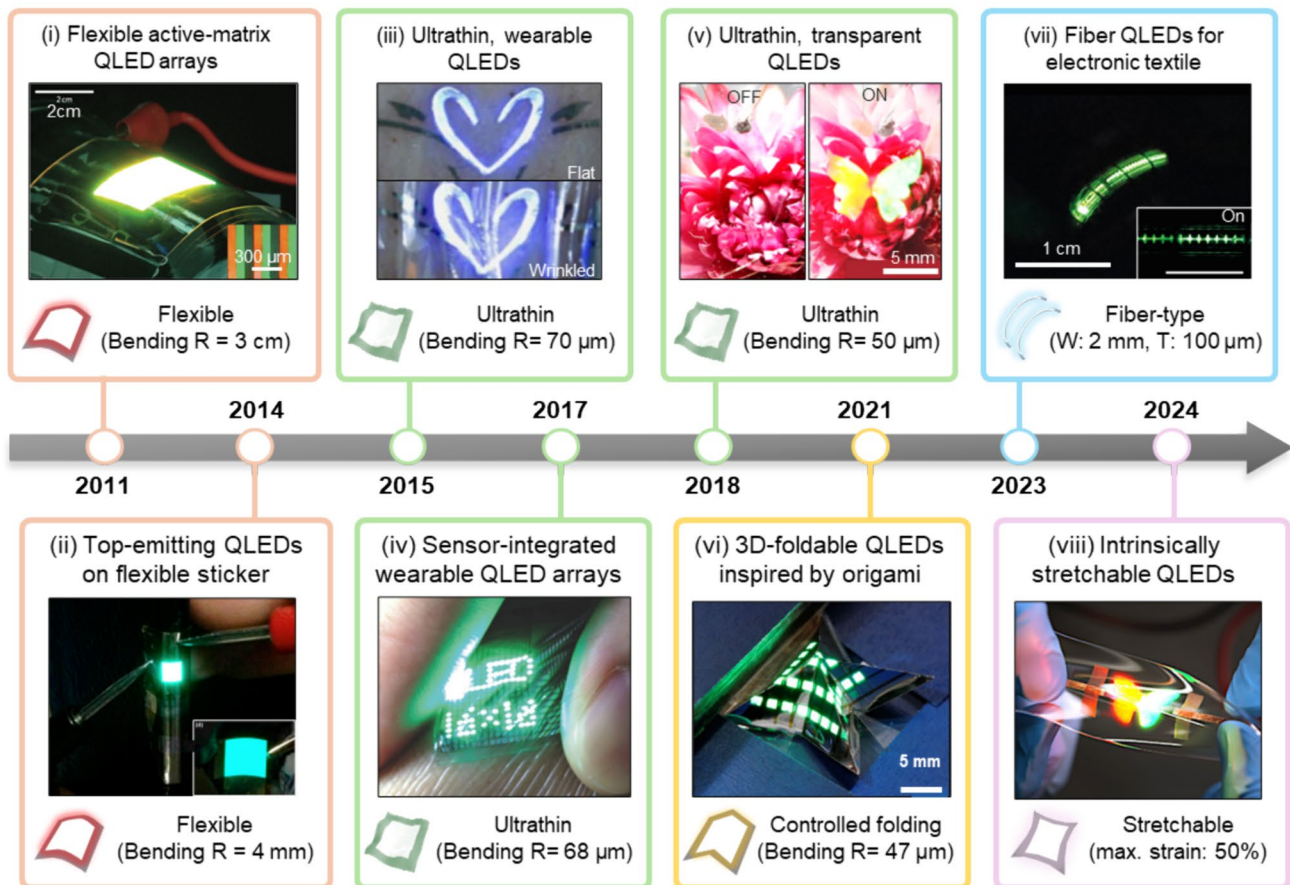 (i) Flexible active-matrix
QLED arrays
2 cm
2cm
300 µm
Flexible
(Bending R = 3 cm)
(iii) Ultrathin, wearable
QLEDs
Flat
Wrinkled
Ultrathin
(Bending R= 70 µm)
(v) Ultrathin, transparent
QLEDs
OFF
ON
5 mm
Ultrathin
(Bending R= 50 µm)
(vii) Fiber QLEDs for
electronic textile
On
1 cm
Fiber-type
(W: 2 mm, T: 100 µm)
2014
2017
2021
2024
2011
2015
2018
2023
(ii) Top-emitting QLEDs
on flexible sticker
Flexible
(Bending R = 4 mm)
(iv) Sensor-integrated
wearable QLED arrays
16×16
Ultrathin
(Bending R= 68 µm)
(vi) 3D-foldable QLEDs
inspired by origami
5 mm
Controlled folding
(Bending R= 47 µm)
(viii) Intrinsically
stretchable QLEDs
Stretchable
(max. strain: 50%)